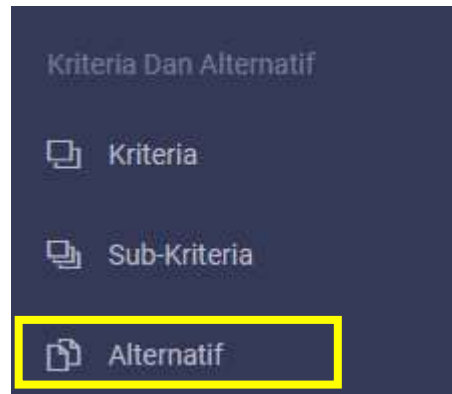 Kriteria Dan Alternatif
Kriteria
Sub-Kriteria
Alternatif